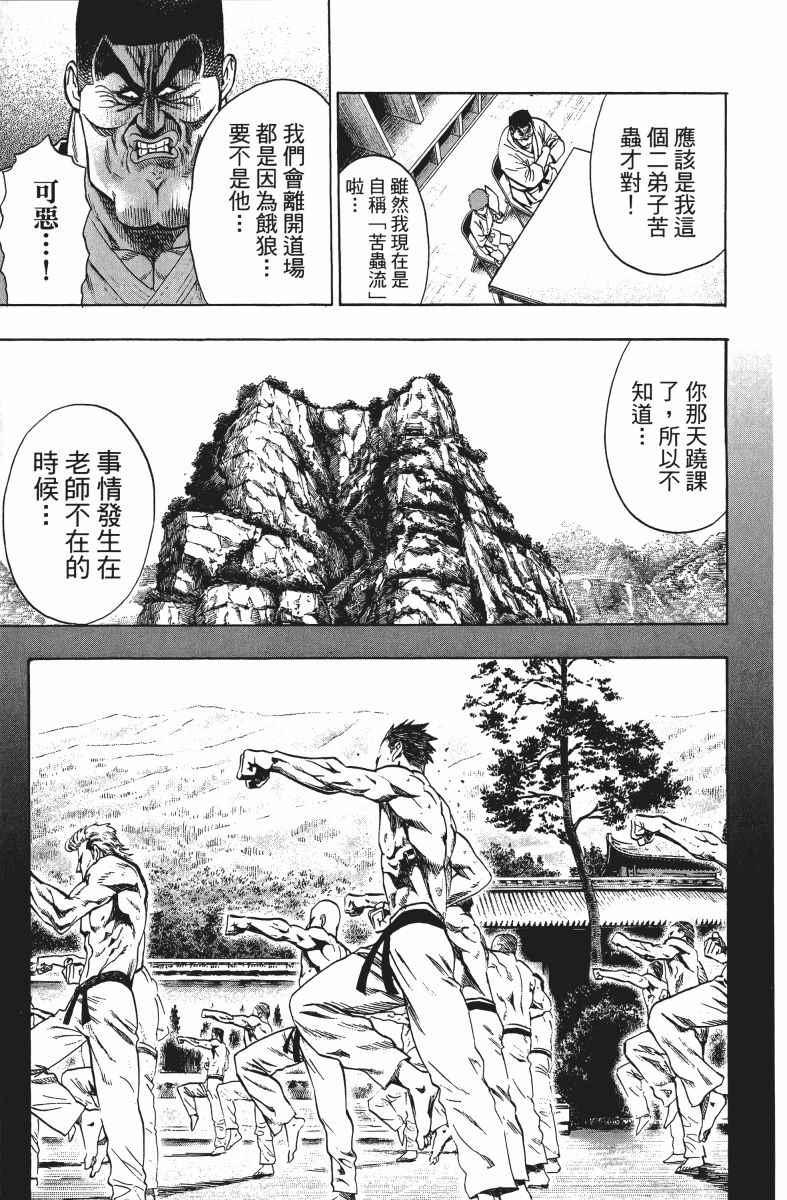 應該是我這
個二弟子苦
蟲才對！
雖然我現在是
自稱「苦蟲流」
啦…
我們會離開道場
都是因為餓狼…
要不是他…
可惡…！
你那天蹺課
了，所以不
知道…
事情發生在
老師不在的
時候…